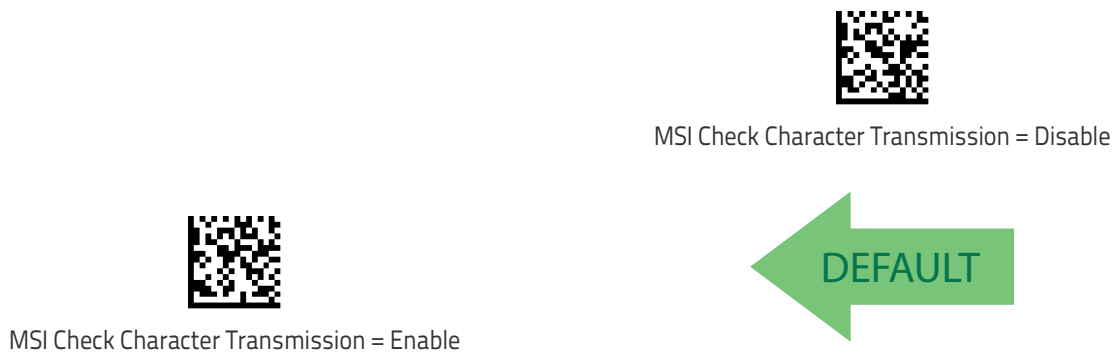 MSI Check Character Transmission = Disable
DEFAULT
MSI Check Character Transmission = Enable